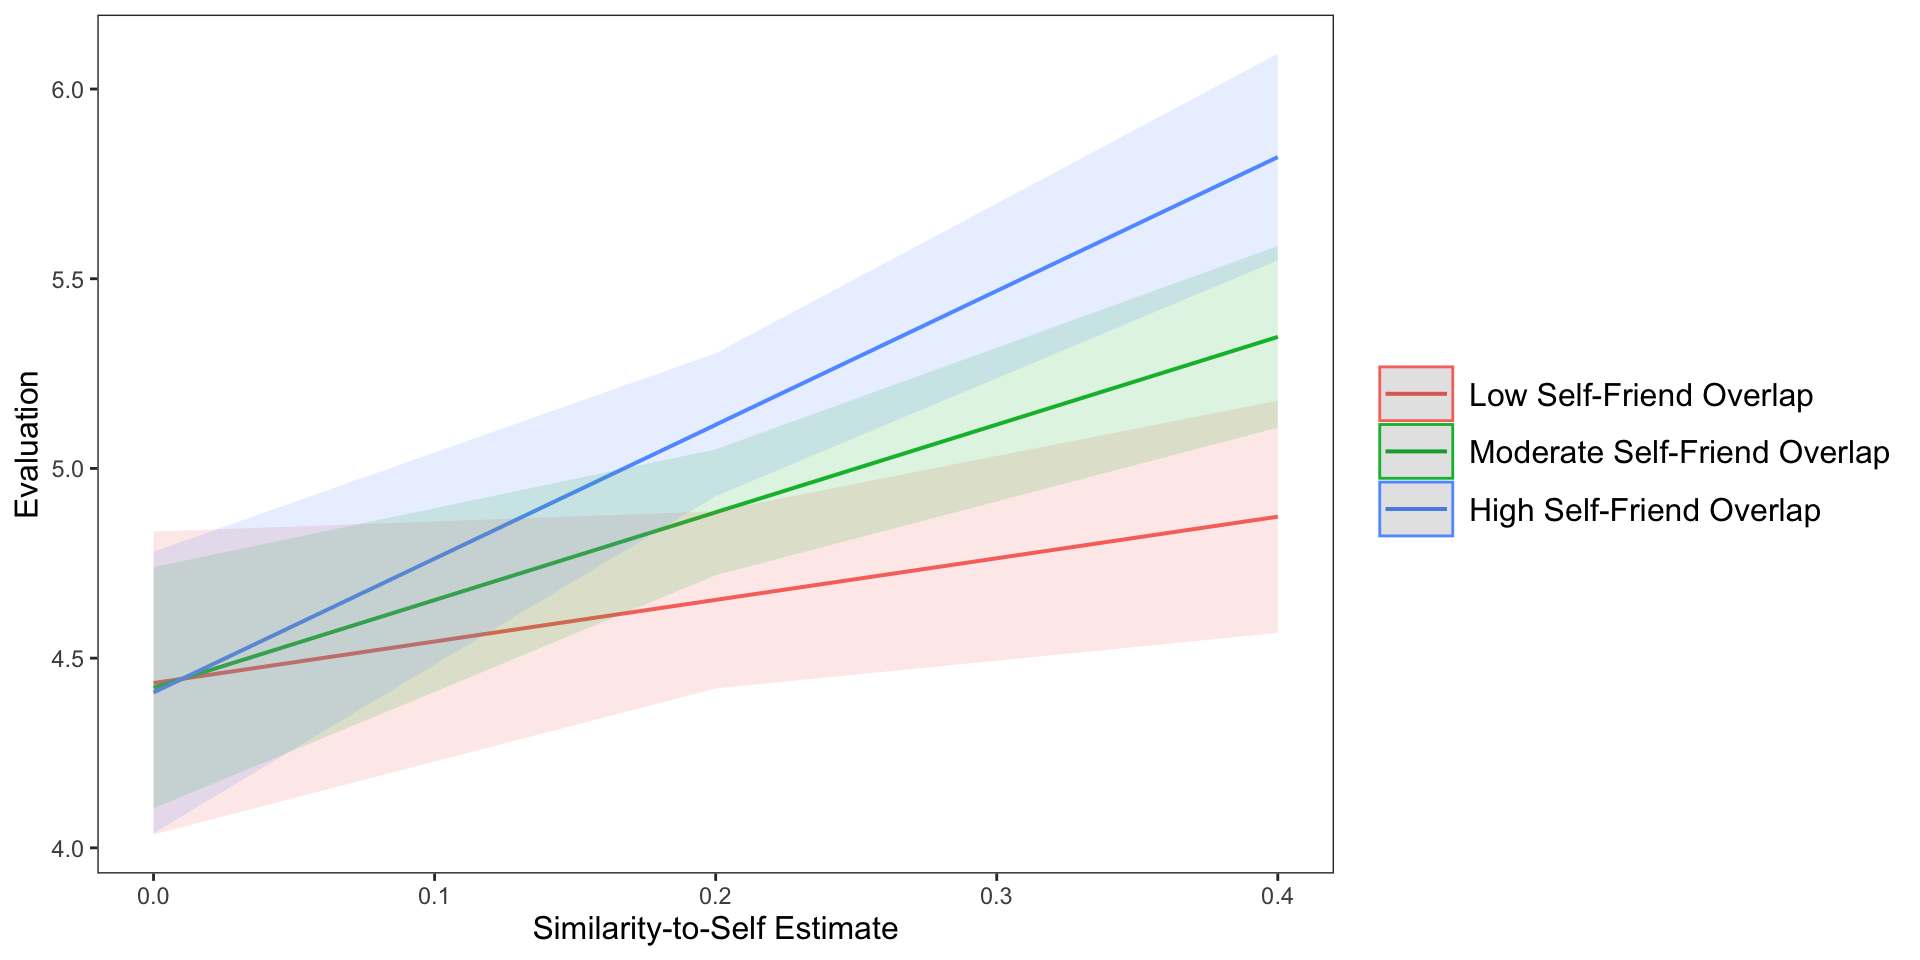 Evaluation
6.0
5.5
5.0
4.5
4.0
0.0 0.1 0.2 0.3 0.4
Similarity-to-Self Estimate
Low Self-Friend Overlap
Moderate Self-Friend Overlap
High Self-Friend Overlap